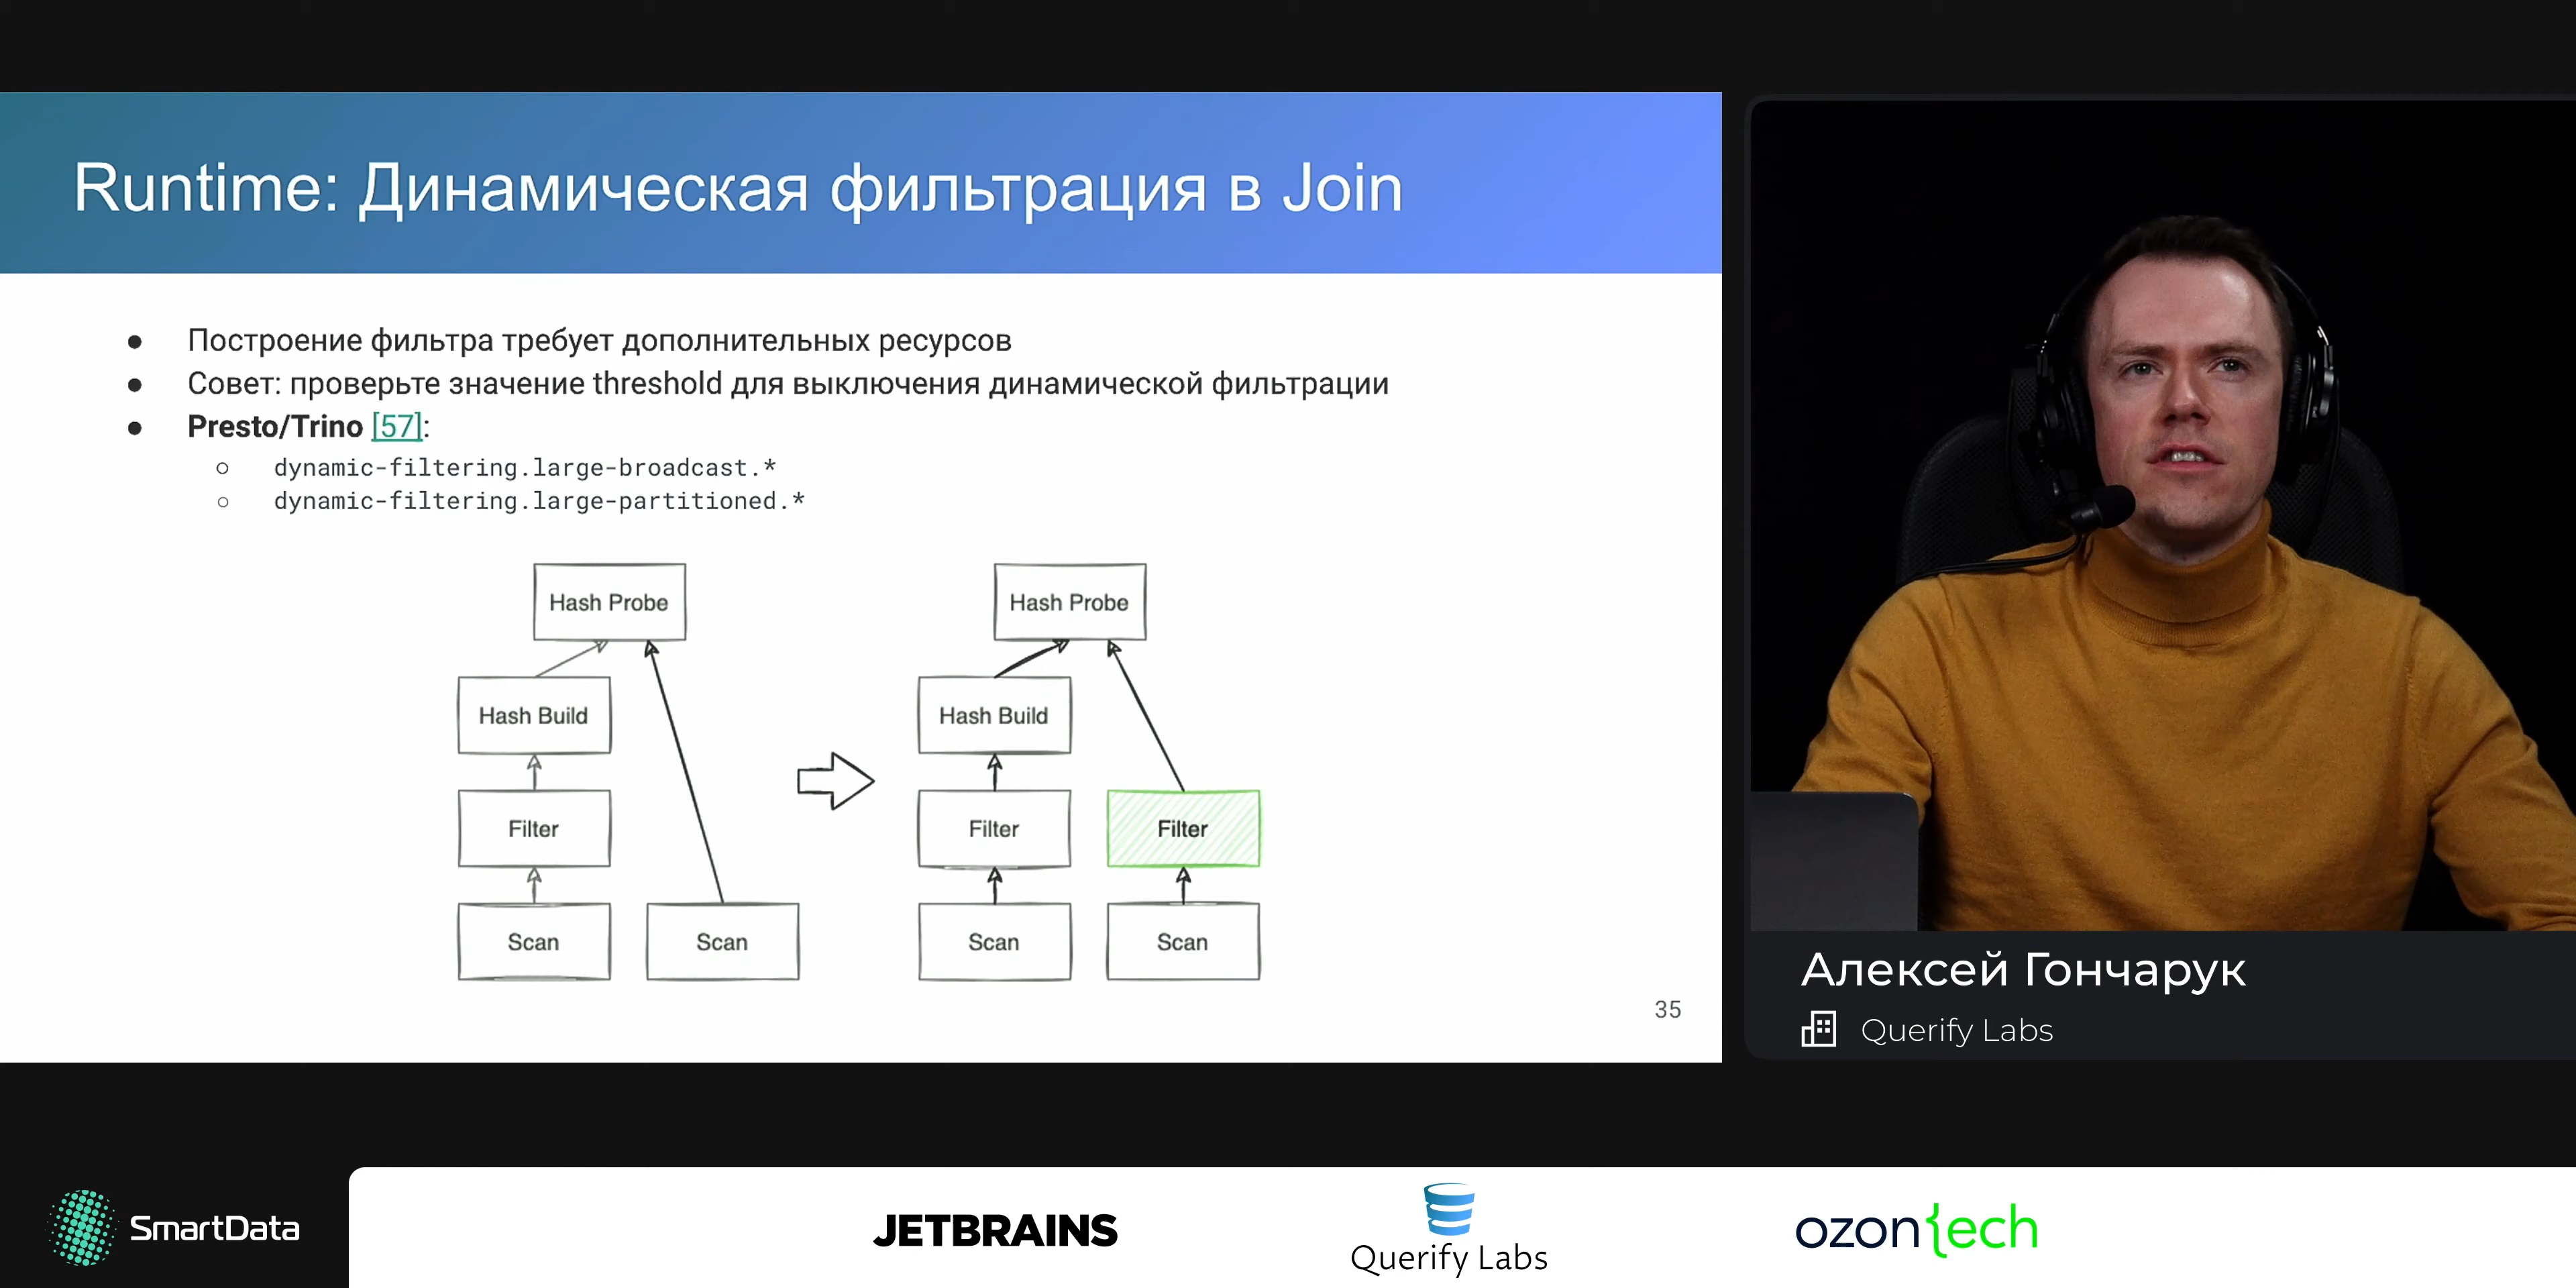 Runtime: Динамическая фильтрация в Join
● Построение фильтра требует дополнительных ресурсов
● Совет: проверьте значение threshold для выключения динамической фильтрации
● Presto/Trino [57]:
○ dynamic-filtering.large-broadcast.*
○ dynamic-filtering.large-partitioned.*
Hash Probe
Hash Build
Filter
Scan
Scan
Hash Probe
Hash Build
Filter
Filter
Scan
Scan
35
Алексей Гончарук
Querify Labs
SmartData
JETBRAINS
Querify Labs
ozon{ech